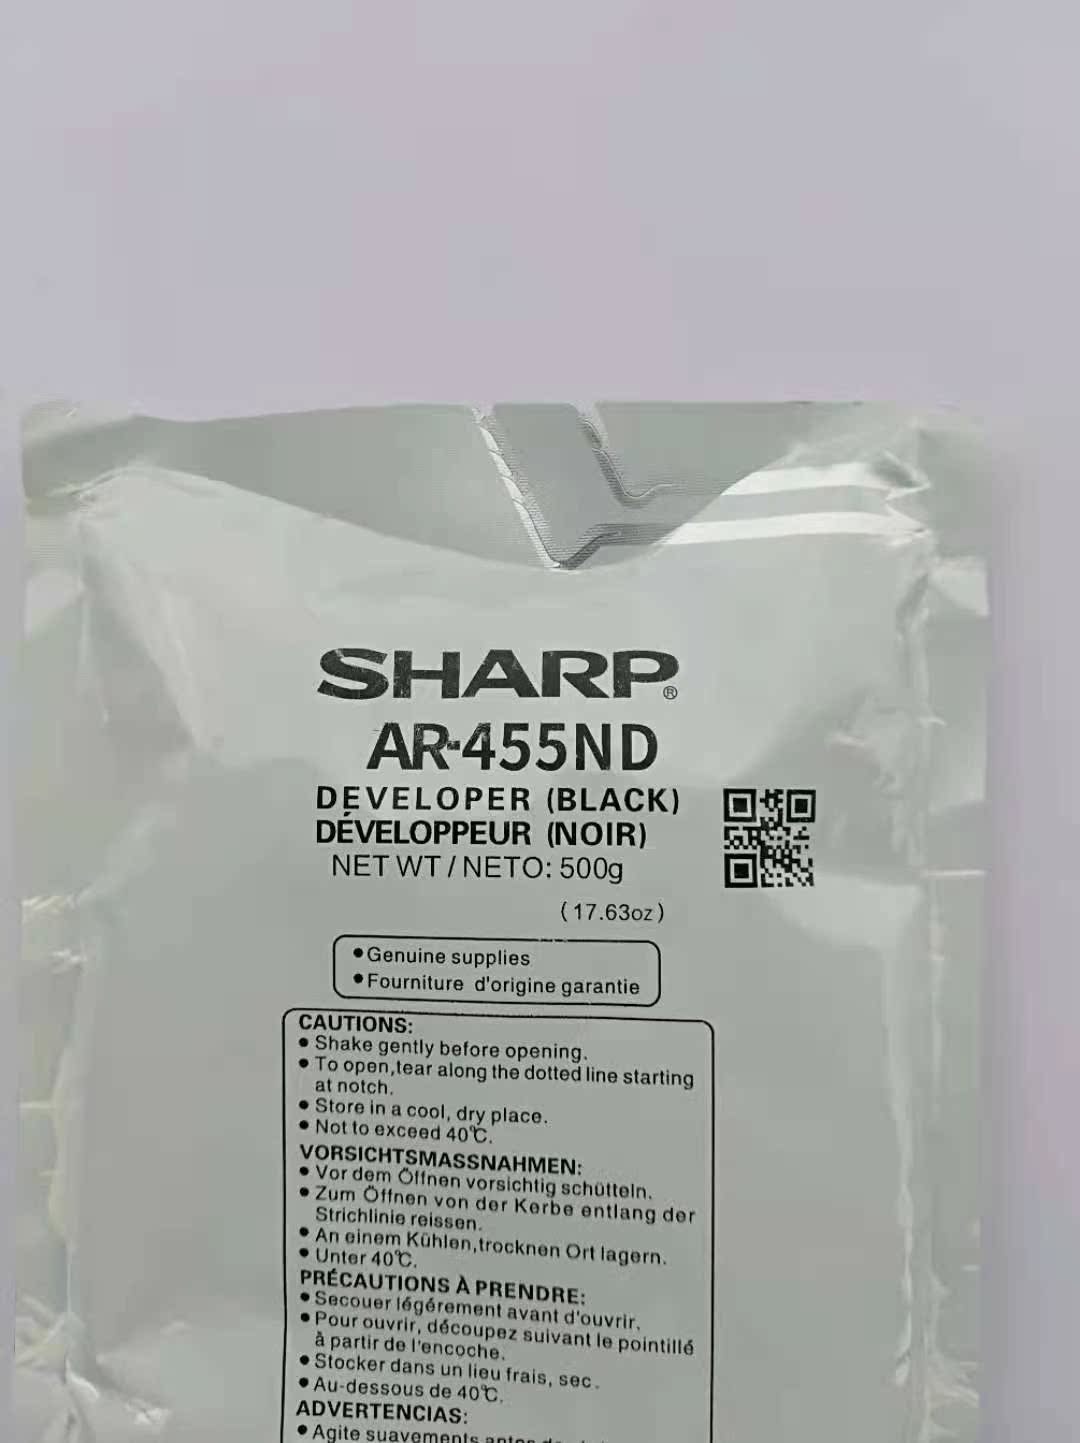 SHARP®
AR-455ND
DEVELOPER (BLACK)
DÉVELOPPEUR (NOIR)
NET WT / NETO: 500g
(17.63oz)
•Genuine supplies
•Fourniture d'origine garantie
CAUTIONS:
• Shake gently before opening.
• To open,tear along the dotted line starting
at notch.
• Store in a cool, dry place.
• Not to exceed 40℃.
VORSICHTSMASSNAHMEN:
• Vor dem Öffnen vorsichtig schütteln.
• Zum Öffnen von der Kerbe entlang der
Strichlinie reissen.
• An einem Kühlen,trocknen Ort lagern.
• Unter 40℃.
PRÉCAUTIONS À PRENDRE:
• Secouer légérement avant d'ouvrir.
• Pour ouvrir, découpez suivant le pointillé
à partir de l'encoche.
• Stocker dans un lieu frais, sec.
• Au-dessous de 40℃.
ADVERTENCIAS:
• Agite suavements antes